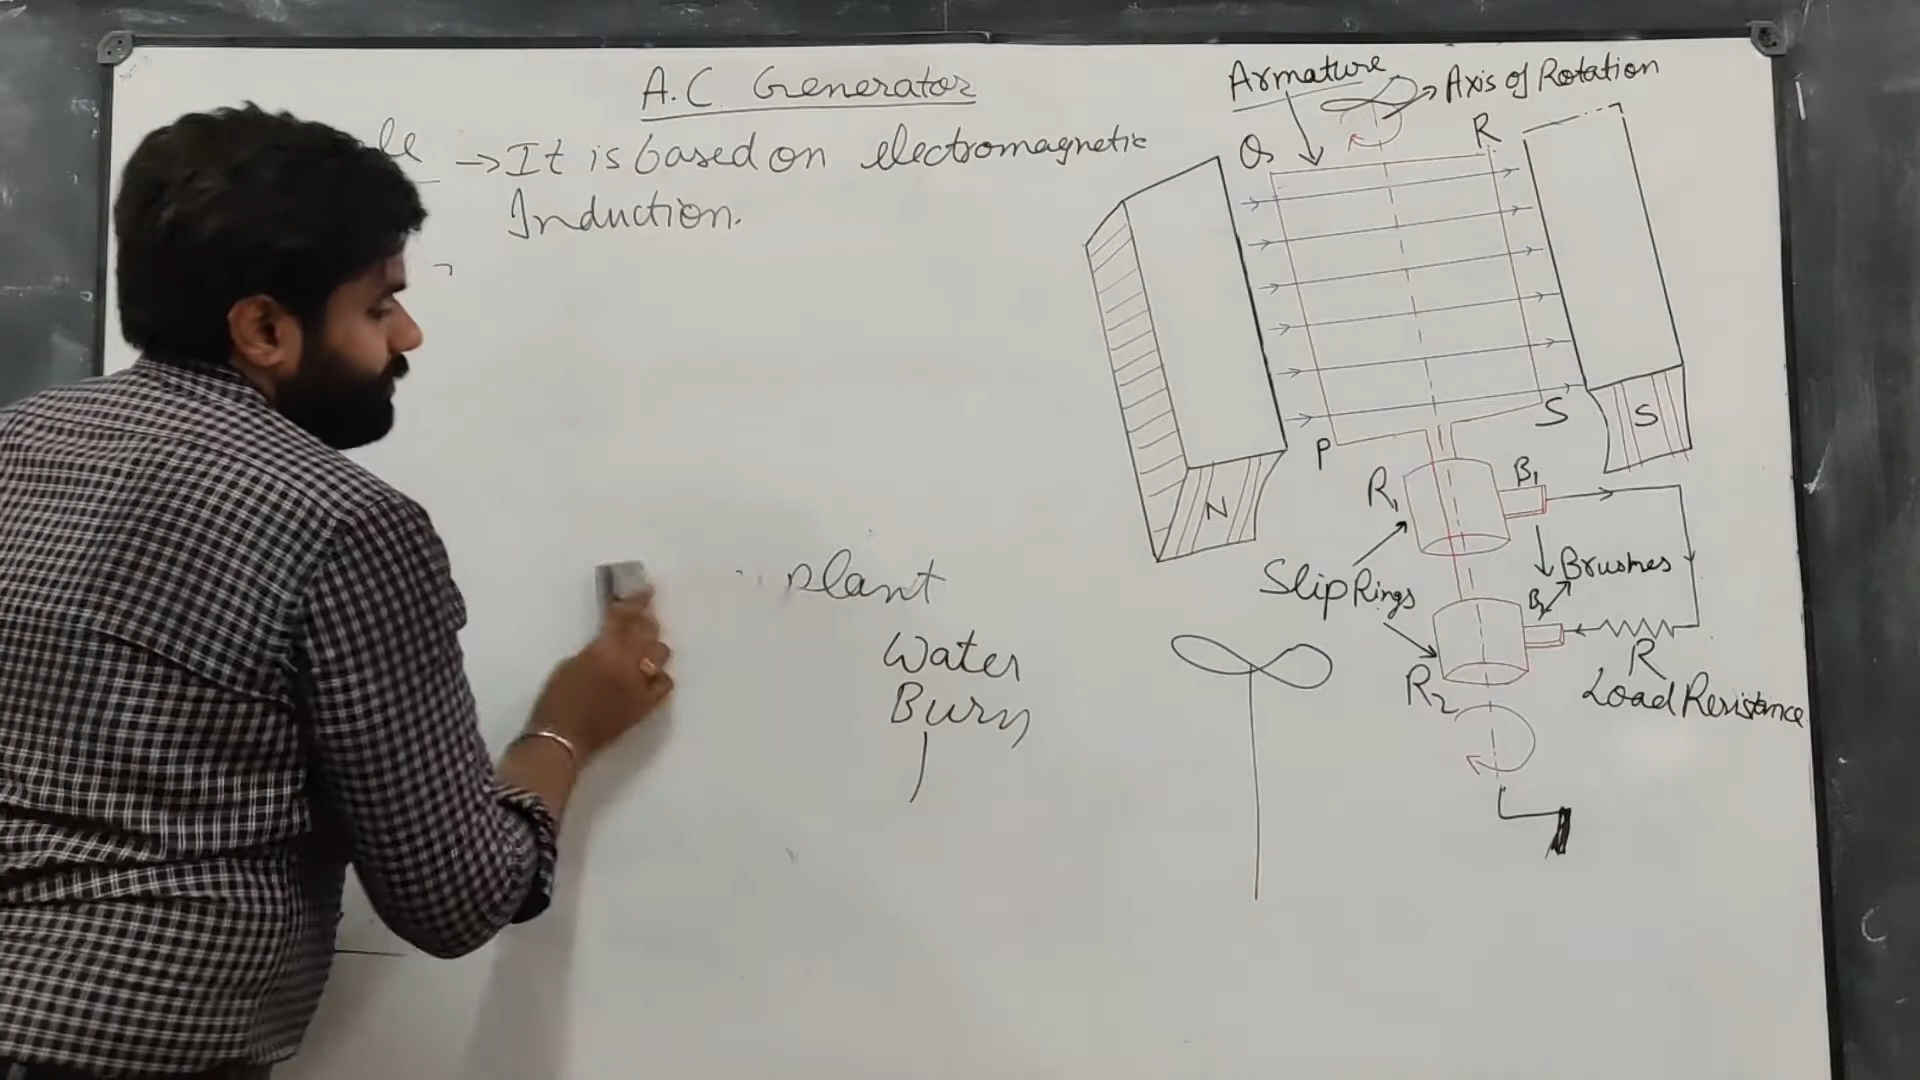 A.C. Generator
→ It is based on electromagnetic
Induction.
Plant
Water
Burn
Armature
Axis of Rotation
Q
R
P
S
N
S
R1
B1
Slip Rings
Brushes
B2
R2
R
Load Resistance